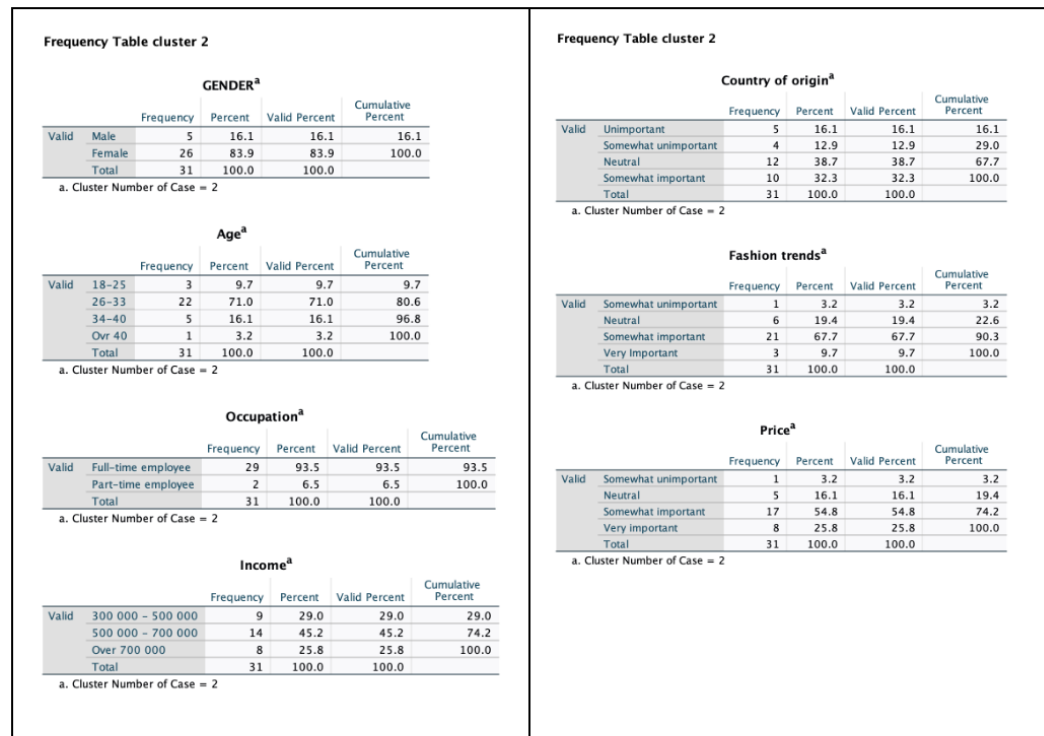 Frequency Table cluster 2
GENDERa
Frequency Percent Valid Percent Cumulative Percent
Valid Male 5 16.1 16.1 16.1
Female 26 83.9 83.9 100.0
Total 31 100.0 100.0
a. Cluster Number of Case = 2
Agea
Frequency Percent Valid Percent Cumulative Percent
Valid 18-25 3 9.7 9.7 9.7
26-33 22 71.0 71.0 80.6
34-40 5 16.1 16.1 96.8
Ovr 40 1 3.2 3.2 100.0
Total 31 100.0 100.0
a. Cluster Number of Case = 2
Occupationa
Frequency Percent Valid Percent Cumulative Percent
Valid Full-time employee 29 93.5 93.5 93.5
Part-time employee 2 6.5 6.5 100.0
Total 31 100.0 100.0
a. Cluster Number of Case = 2
Incomea
Frequency Percent Valid Percent Cumulative Percent
Valid 300 000 - 500 000 9 29.0 29.0 29.0
500 000 - 700 000 14 45.2 45.2 74.2
Over 700 000 8 25.8 25.8 100.0
Total 31 100.0 100.0
a. Cluster Number of Case = 2
Frequency Table cluster 2
Country of origina
Frequency Percent Valid Percent Cumulative Percent
Valid Unimportant 5 16.1 16.1 16.1
Somewhat unimportant 4 12.9 12.9 29.0
Neutral 12 38.7 38.7 67.7
Somewhat important 10 32.3 32.3 100.0
Total 31 100.0 100.0
a. Cluster Number of Case = 2
Fashion trendsa
Frequency Percent Valid Percent Cumulative Percent
Valid Somewhat unimportant 1 3.2 3.2 3.2
Neutral 6 19.4 19.4 22.6
Somewhat important 21 67.7 67.7 90.3
Very Important 3 9.7 9.7 100.0
Total 31 100.0 100.0
a. Cluster Number of Case = 2
Pricea
Frequency Percent Valid Percent Cumulative Percent
Valid Somewhat unimportant 1 3.2 3.2 3.2
Neutral 5 16.1 16.1 19.4
Somewhat important 17 54.8 54.8 74.2
Very important 8 25.8 25.8 100.0
Total 31 100.0 100.0
a. Cluster Number of Case = 2